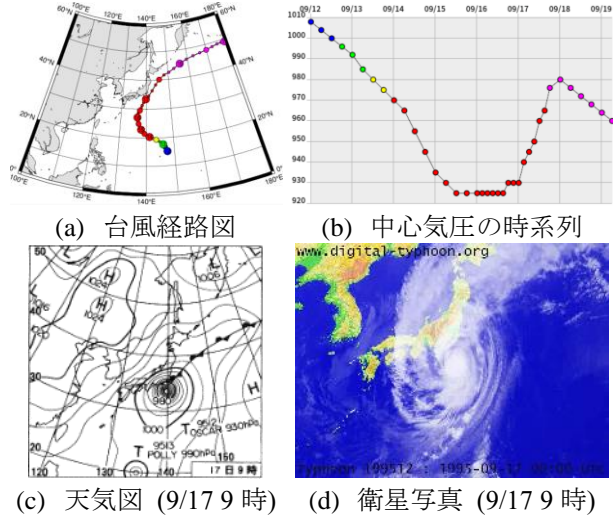 100°E 120°E 140°E 160°E 180°E
60°N 60°N
40°N 40°N
20°N 20°N
0° 0°
100°E 120°E 140°E 160°E 180°E
09/12 09/13 09/14 09/15 09/16 09/17 09/18 09/19
1010
1000
990
980
970
960
950
940
930
920
(a) 台風経路図
(b) 中心気圧の時系列
50
H
1024
H
1024
L
1006
30
H
1000
9512
T OSCAR 930hPa
9513
T POLLY 990hPa
20
120 130 140 150
17日9時
www.digital-typhoon.org
typhoon 199512 : 1995-09-17 00:00 UTC
(c) 天気図 (9/17 9 時)
(d) 衛星写真 (9/17 9 時)